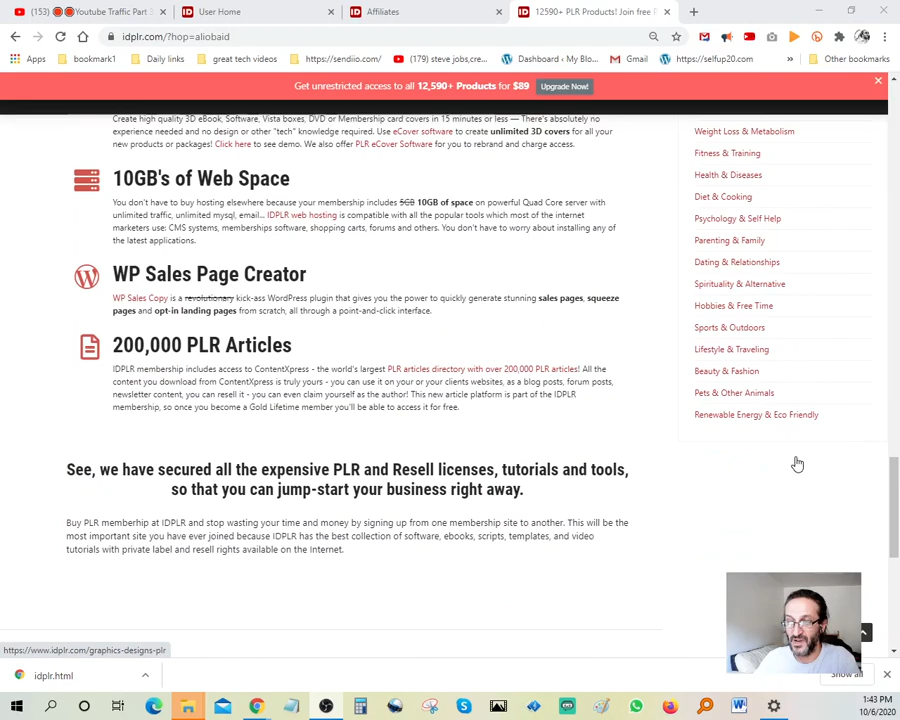 (153) 🔴🔴Youtube Traffic Part 3
User Home
Affiliates
12590+ PLR Products! Join free F
idplr.com/?hop=aliobaid
Apps
bookmark1
Daily links
great tech videos
https://sendiio.com/
(179) steve jobs,cre...
Dashboard ‹ My Blo...
Gmail
https://selfup20.com
»
Other bookmarks
Get unrestricted access to all 12,590+ Products for $89
Upgrade Now!
Create high quality 3D eBook, Software, Vista boxes, DVD or Membership card covers in 15 minutes or less — There's absolutely no
experience needed and no design or other "tech" knowledge required. Use eCover software to create unlimited 3D covers for all your
new products or packages! Click here to see demo. We also offer PLR eCover Software for you to rebrand and charge access.
10GB's of Web Space
You don't have to buy hosting elsewhere because your membership includes 5GB 10GB of space on powerful Quad Core server with
unlimited traffic, unlimited mysql, email... IDPLR web hosting is compatible with all the popular tools which most of the internet
marketers use: CMS systems, memberships software, shopping carts, forums and others. You don't have to worry about installing any of
the latest applications.
WP Sales Page Creator
WP Sales Copy is a revolutionary kick-ass WordPress plugin that gives you the power to quickly generate stunning sales pages, squeeze
pages and opt-in landing pages from scratch, all through a point-and-click interface.
200,000 PLR Articles
IDPLR membership includes access to ContentXpress - the world's largest PLR articles directory with over 200,000 PLR articles! All the
content you download from ContentXpress is truly yours - you can use it on your or your clients websites, as a blog posts, forum posts,
newsletter content, you can resell it - you can even claim yourself as the author! This new article platform is part of the IDPLR
membership, so once you become a Gold Lifetime member you'll be able to access it for free.
See, we have secured all the expensive PLR and Resell licenses, tutorials and tools,
so that you can jump-start your business right away.
Buy PLR memberhip at IDPLR and stop wasting your time and money by signing up from one membership site to another. This will be the
most important site you have ever joined because IDPLR has the best collection of software, ebooks, scripts, templates, and video
tutorials with private label and resell rights available on the Internet.
Weight Loss & Metabolism
Fitness & Training
Health & Diseases
Diet & Cooking
Psychology & Self Help
Parenting & Family
Dating & Relationships
Spirituality & Alternative
Hobbies & Free Time
Sports & Outdoors
Lifestyle & Traveling
Beauty & Fashion
Pets & Other Animals
Renewable Energy & Eco Friendly
https://www.idplr.com/graphics-designs-plr
idplr.html
Show all
1:43 PM
10/6/2020